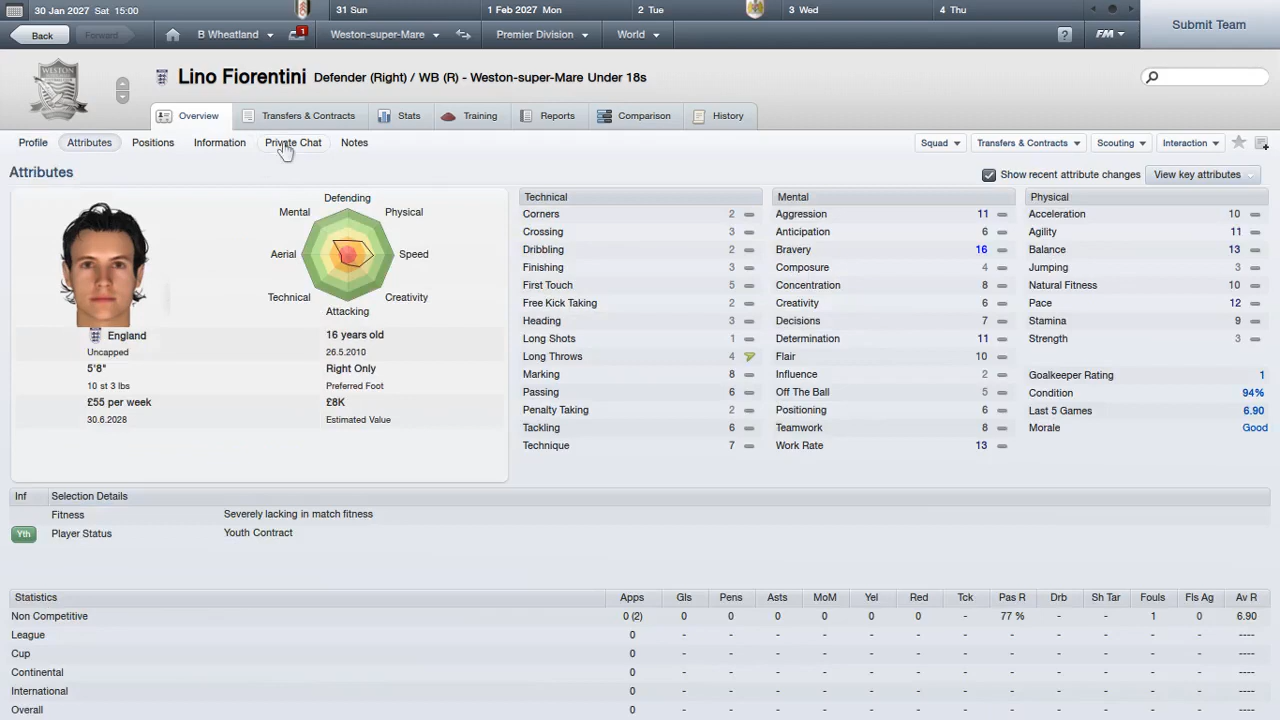 30 Jan 2027 Sat 15:00 31 Sun 1 Feb 2027 Mon 2 Tue 3 Wed 4 Thu
Submit Team
Back Forward B Wheatland 1 Weston-super-Mare Premier Division World ? FM
Lino Fiorentini Defender (Right) / WB (R) - Weston-super-Mare Under 18s
Overview Transfers & Contracts Stats Training Reports Comparison History
Profile Attributes Positions Information Private Chat Notes Squad Transfers & Contracts Scouting Interaction
Attributes Show recent attribute changes View key attributes
Defending
Mental Physical
Aerial Speed
Technical Creativity
Attacking
England 16 years old
Uncapped 26.5.2010
5'8" Right Only
10 st 3 lbs Preferred Foot
£55 per week £8K
30.6.2028 Estimated Value
Technical
Corners 2
Crossing 3
Dribbling 2
Finishing 3
First Touch 5
Free Kick Taking 2
Heading 3
Long Shots 1
Long Throws 4
Marking 8
Passing 6
Penalty Taking 2
Tackling 6
Technique 7
Mental
Aggression 11
Anticipation 6
Bravery 16
Composure 4
Concentration 8
Creativity 6
Decisions 7
Determination 11
Flair 10
Influence 2
Off The Ball 5
Positioning 6
Teamwork 8
Work Rate 13
Physical
Acceleration 10
Agility 11
Balance 13
Jumping 3
Natural Fitness 10
Pace 12
Stamina 9
Strength 3
Goalkeeper Rating 1
Condition 94%
Last 5 Games 6.90
Morale Good
Inf Selection Details
Fitness Severely lacking in match fitness
Yth Player Status Youth Contract
Statistics Apps Gls Pens Asts MoM Yel Red Tck Pas R Drb Sh Tar Fouls Fls Ag Av R
Non Competitive 0 (2) 0 0 0 0 0 0 - 77 % - - 1 0 6.90
League 0 - - - - - - - - - - - - ----
Cup 0 - - - - - - - - - - - - ----
Continental 0 - - - - - - - - - - - - ----
International 0 - - - - - - - - - - - - ----
Overall 0 - - - - - - - - - - - - ----